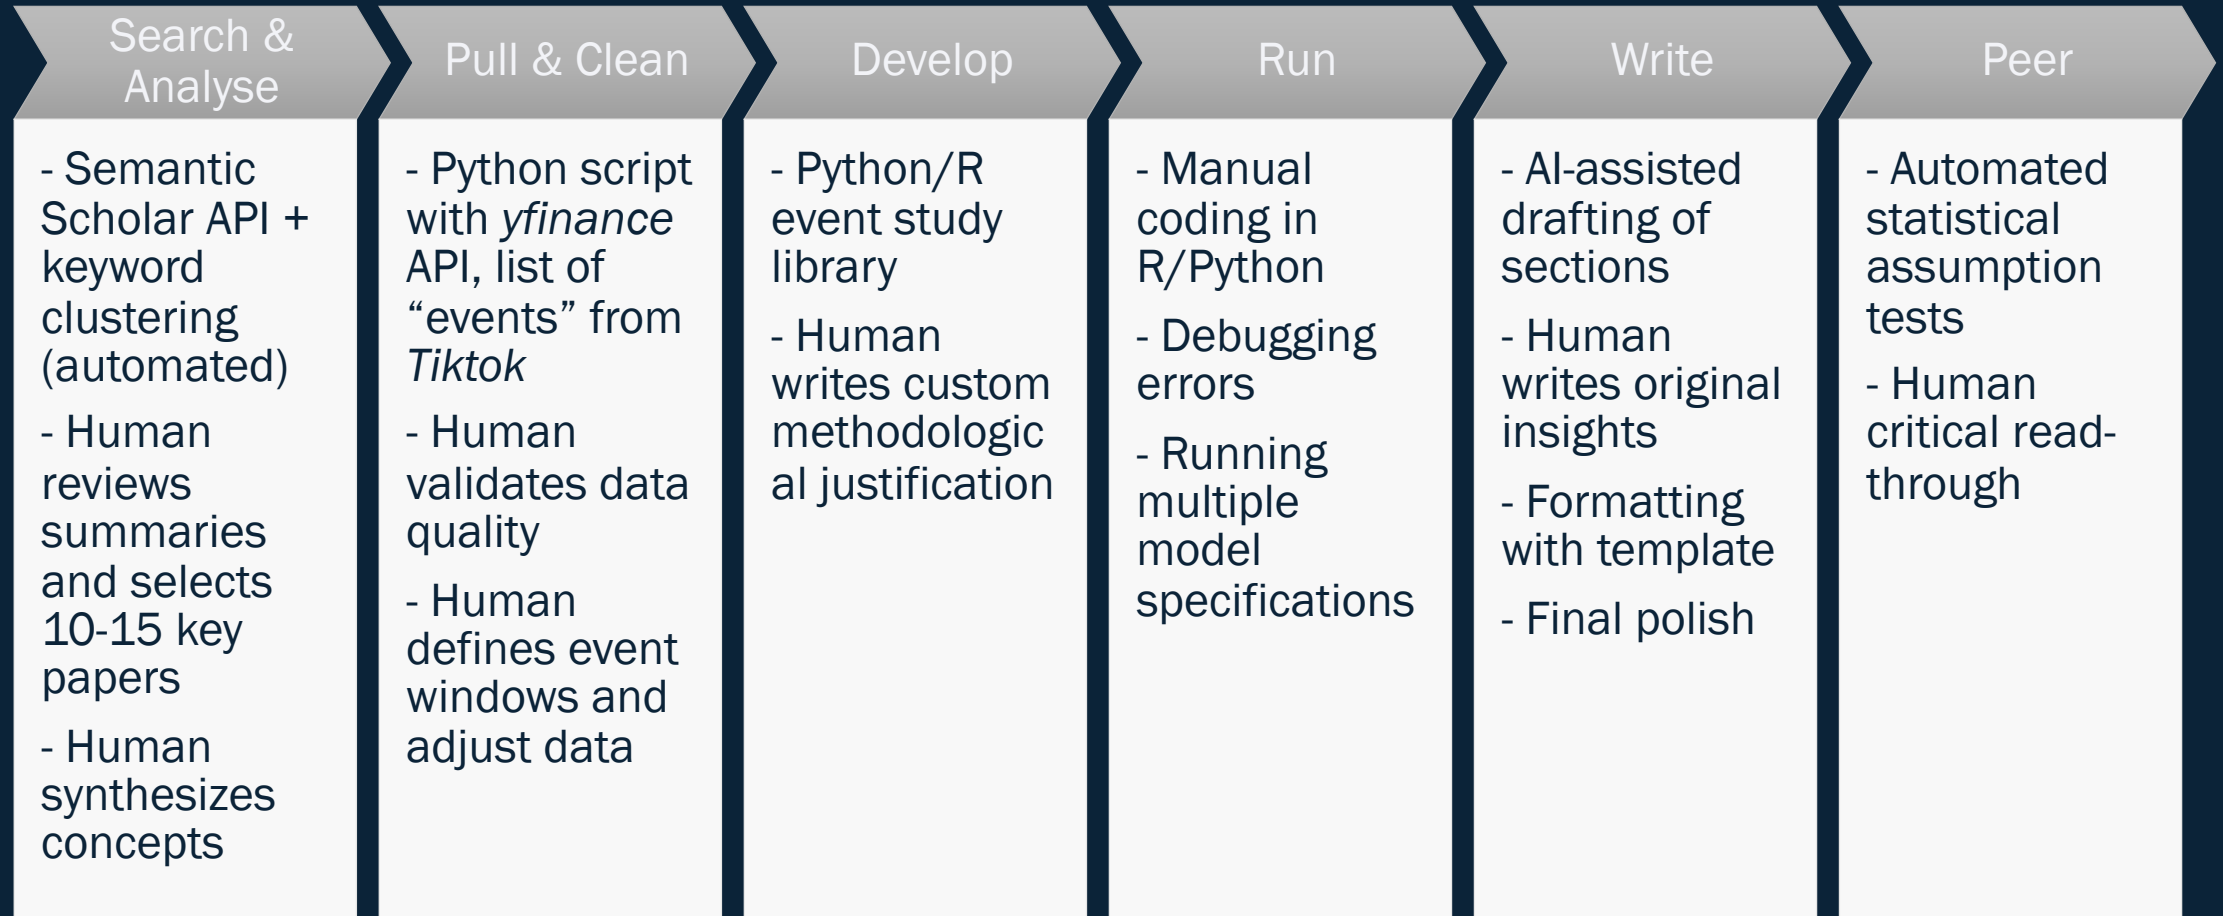 Search &
Analyse
Pull & Clean
Develop
Run
Write
Peer
- Semantic
Scholar API +
keyword
clustering
(automated)
- Human
reviews
summaries
and selects
10-15 key
papers
- Human
synthesizes
concepts
- Python script
with yfinance
API, list of
“events” from
Tiktok
- Human
validates data
quality
- Human
defines event
windows and
adjust data
- Python/R
event study
library
- Human
writes custom
methodologic
al justification
- Manual
coding in
R/Python
- Debugging
errors
- Running
multiple
model
specifications
- AI-assisted
drafting of
sections
- Human
writes original
insights
- Formatting
with template
- Final polish
- Automated
statistical
assumption
tests
- Human
critical read-
through